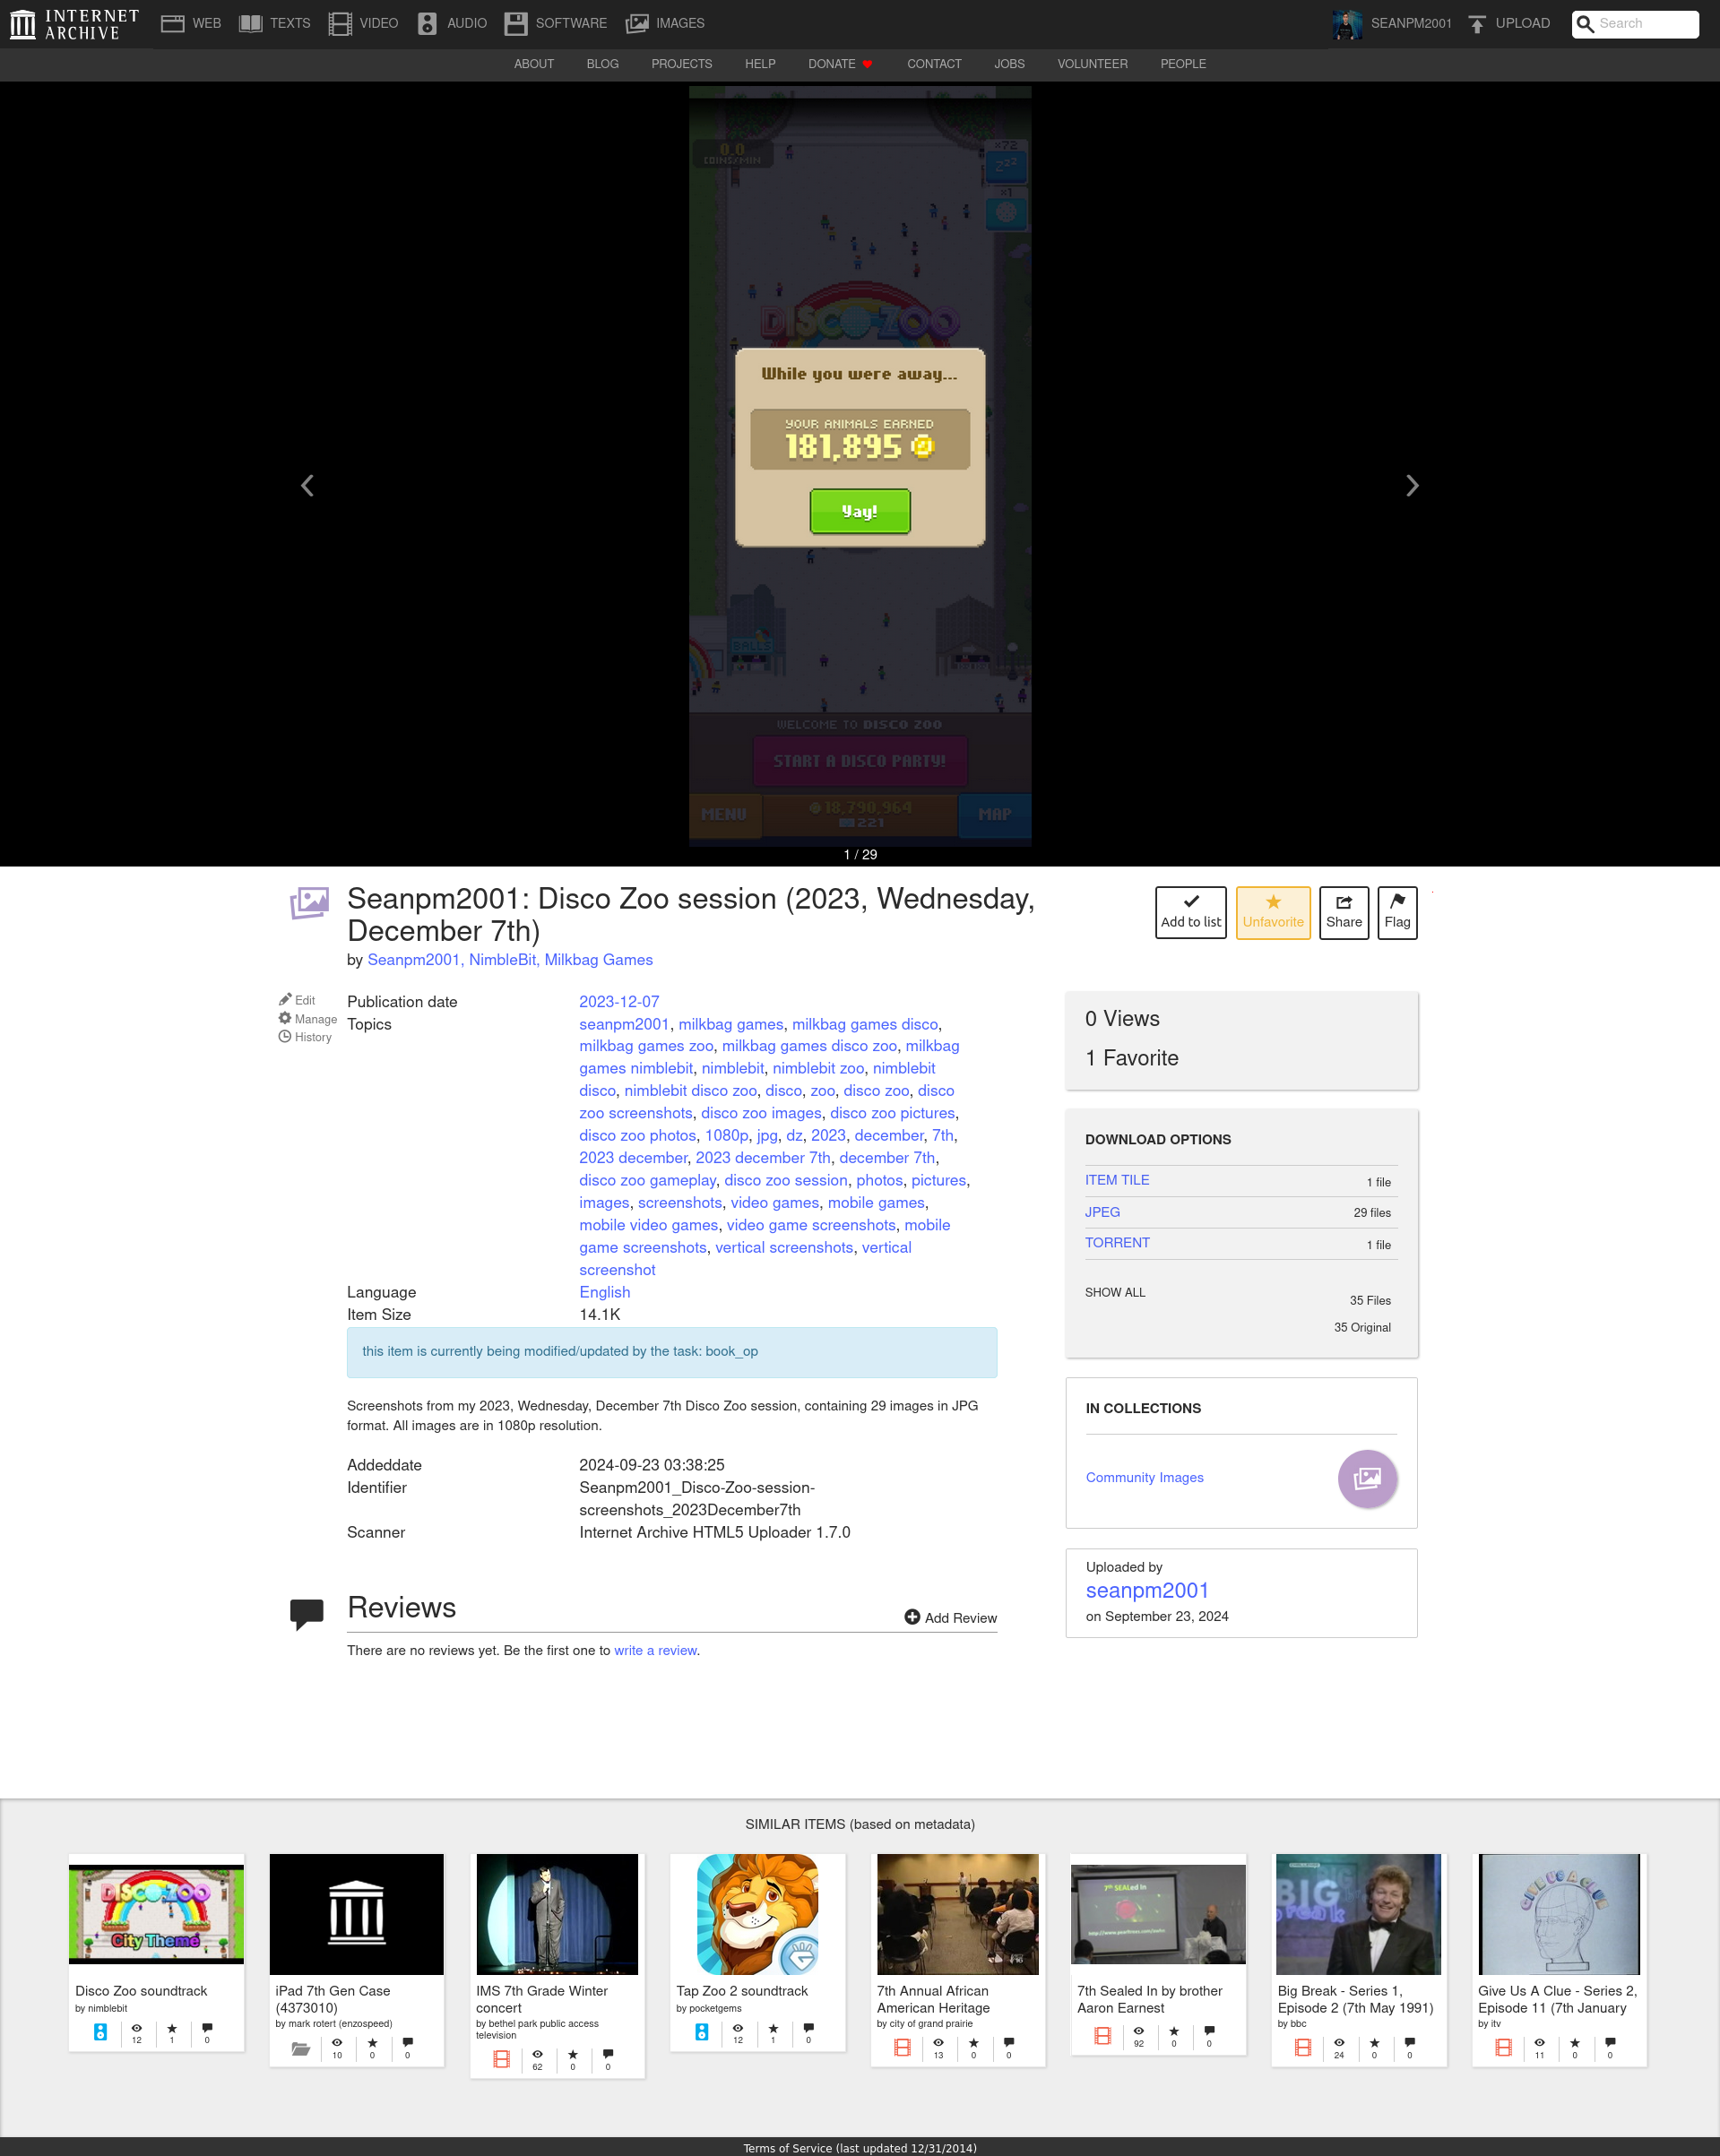 INTERNET ARCHIVE
WEB
TEXTS
VIDEO
AUDIO
SOFTWARE
IMAGES
SEANPM2001
UPLOAD
Search
ABOUT
BLOG
PROJECTS
HELP
DONATE
CONTACT
JOBS
VOLUNTEER
PEOPLE
0.0
COINS/MIN
x72
zzz
x1
DISCO ZOO
While you were away...
YOUR ANIMALS EARNED
181,895
Yay!
BALLS
WELCOME TO DISCO ZOO
START A DISCO PARTY!
MENU
18,790,964
221
MAP
1 / 29
Seanpm2001: Disco Zoo session (2023, Wednesday,
December 7th)
by Seanpm2001, NimbleBit, Milkbag Games
Add to list
Unfavorite
Share
Flag
Edit
Manage
History
Publication date 2023-12-07
Topics seanpm2001, milkbag games, milkbag games disco,
milkbag games zoo, milkbag games disco zoo, milkbag
games nimblebit, nimblebit, nimblebit zoo, nimblebit
disco, nimblebit disco zoo, disco, zoo, disco zoo, disco
zoo screenshots, disco zoo images, disco zoo pictures,
disco zoo photos, 1080p, jpg, dz, 2023, december, 7th,
2023 december, 2023 december 7th, december 7th,
disco zoo gameplay, disco zoo session, photos, pictures,
images, screenshots, video games, mobile games,
mobile video games, video game screenshots, mobile
game screenshots, vertical screenshots, vertical
screenshot
Language English
Item Size 14.1K
this item is currently being modified/updated by the task: book_op
Screenshots from my 2023, Wednesday, December 7th Disco Zoo session, containing 29 images in JPG
format. All images are in 1080p resolution.
Addeddate 2024-09-23 03:38:25
Identifier Seanpm2001_Disco-Zoo-session-
screenshots_2023December7th
Scanner Internet Archive HTML5 Uploader 1.7.0
Reviews
Add Review
There are no reviews yet. Be the first one to write a review.
0 Views
1 Favorite
DOWNLOAD OPTIONS
ITEM TILE 1 file
JPEG 29 files
TORRENT 1 file
SHOW ALL
35 Files
35 Original
IN COLLECTIONS
Community Images
Uploaded by
seanpm2001
on September 23, 2024
SIMILAR ITEMS (based on metadata)
DISCO ZOO
City Theme
Disco Zoo soundtrack
by nimblebit
12 1 0
iPad 7th Gen Case
(4373010)
by mark rotert (enzospeed)
10 0 0
IMS 7th Grade Winter
concert
by bethel park public access
television
62 0 0
Tap Zoo 2 soundtrack
by pocketgems
12 1 0
7th Annual African
American Heritage
by city of grand prairie
13 0 0
7th SEALed In
7th Sealed In by brother
Aaron Earnest
92 0 0
BIG
break
Big Break - Series 1,
Episode 2 (7th May 1991)
by bbc
24 0 0
GIVE US A CLUE
Give Us A Clue - Series 2,
Episode 11 (7th January
by itv
11 0 0
Terms of Service (last updated 12/31/2014)